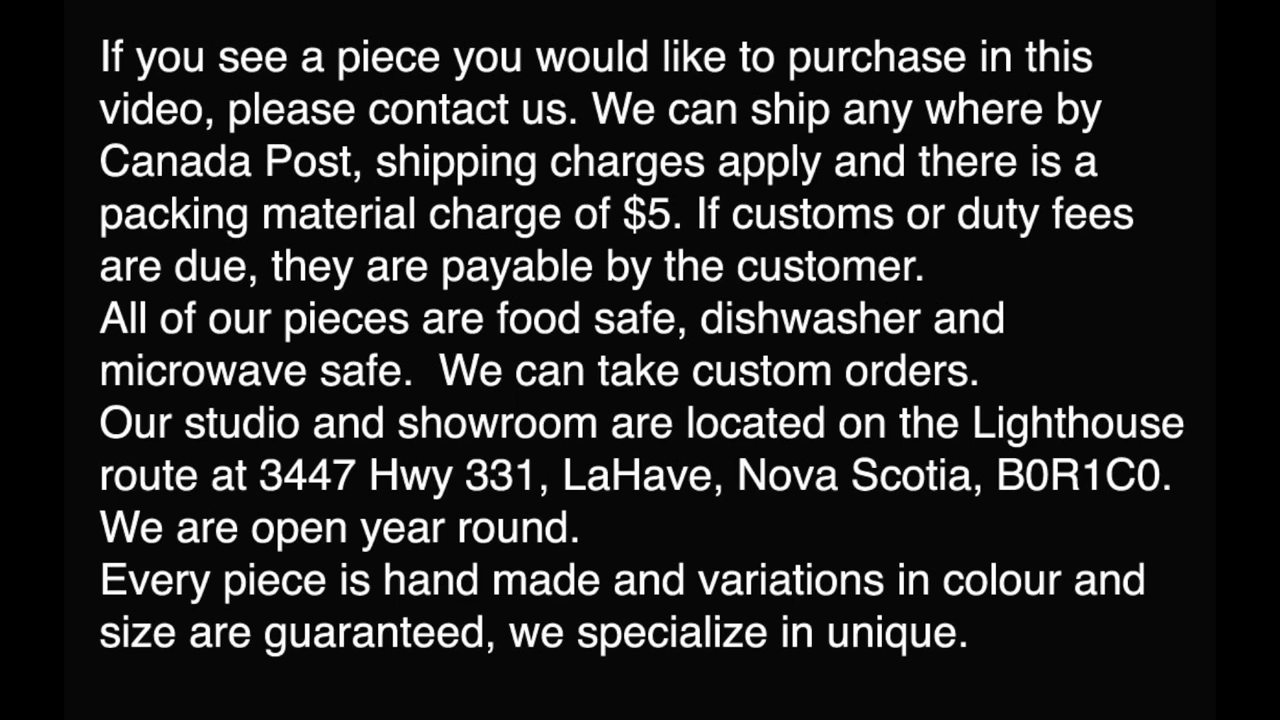 If you see a piece you would like to purchase in this
video, please contact us. We can ship any where by
Canada Post, shipping charges apply and there is a
packing material charge of $5. If customs or duty fees
are due, they are payable by the customer.
All of our pieces are food safe, dishwasher and
microwave safe.  We can take custom orders.
Our studio and showroom are located on the Lighthouse
route at 3447 Hwy 331, LaHave, Nova Scotia, B0R1C0.
We are open year round.
Every piece is hand made and variations in colour and
size are guaranteed, we specialize in unique.